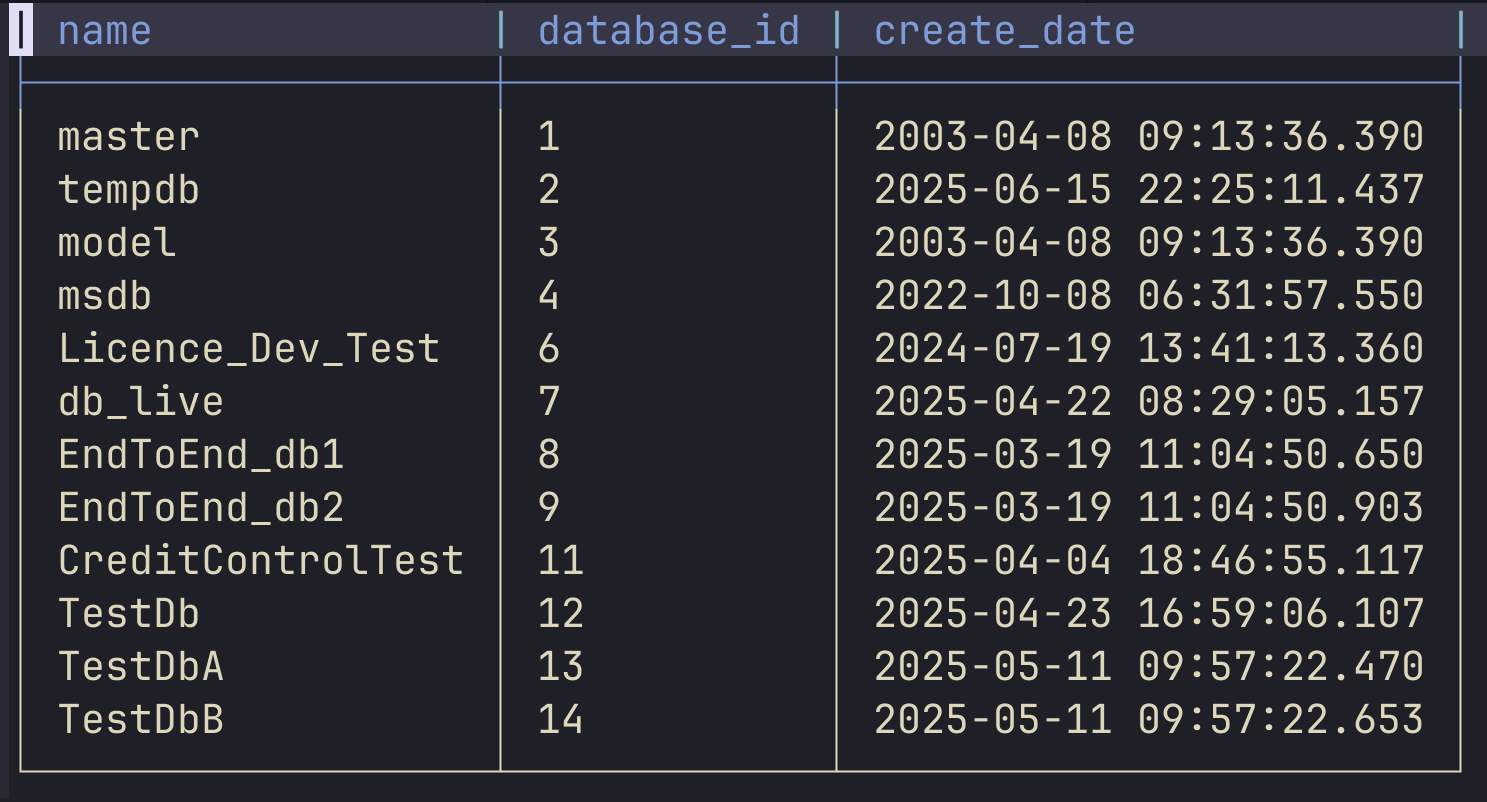 | name | database_id | create_date |
master 1 2003-04-08 09:13:36.390
tempdb 2 2025-06-15 22:25:11.437
model 3 2003-04-08 09:13:36.390
msdb 4 2022-10-08 06:31:57.550
Licence_Dev_Test 6 2024-07-19 13:41:13.360
db_live 7 2025-04-22 08:29:05.157
EndToEnd_db1 8 2025-03-19 11:04:50.650
EndToEnd_db2 9 2025-03-19 11:04:50.903
CreditControlTest 11 2025-04-04 18:46:55.117
TestDb 12 2025-04-23 16:59:06.107
TestDbA 13 2025-05-11 09:57:22.470
TestDbB 14 2025-05-11 09:57:22.653